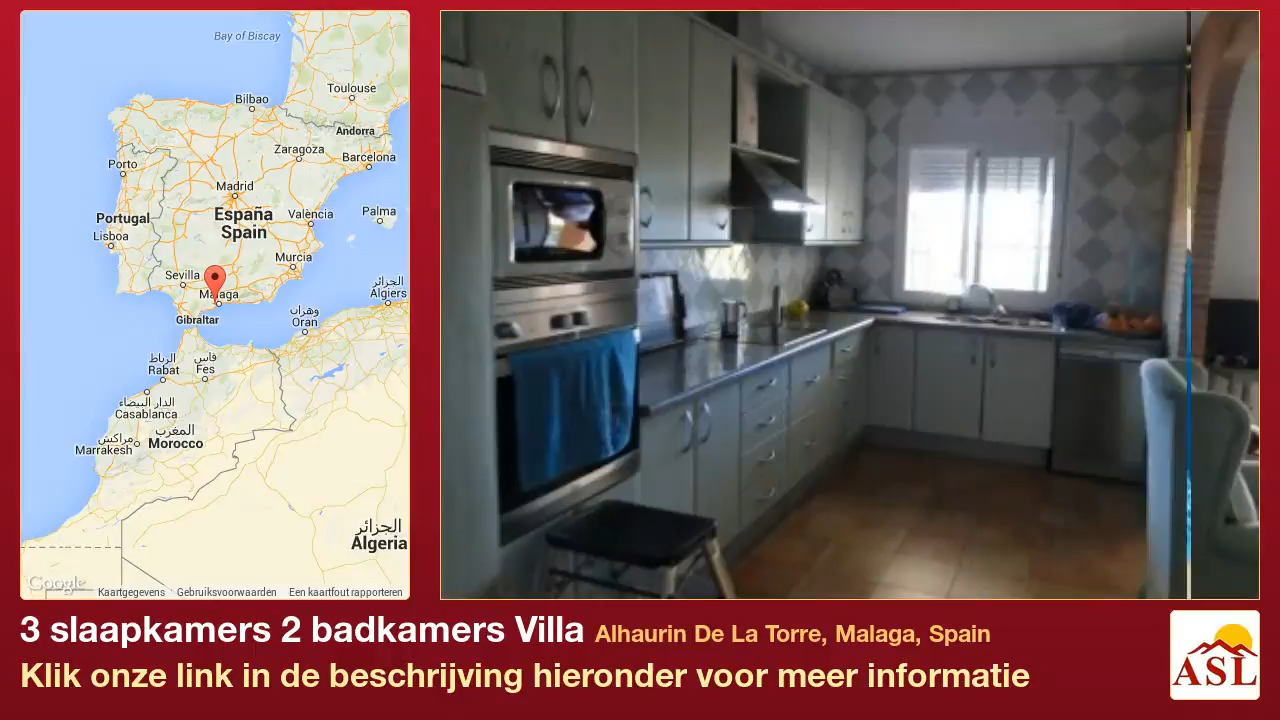 Bay of Biscay
Toulouse
Bilbao
Andorra
Zaragoza
Barcelona
Porto
Madrid
España
Spain
València
Palma
Portugal
Lisboa
Murcia
Sevilla
Malaga
الجزائر
Algiers
Gibraltar
وهران
Oran
الرباط
Rabat
فاس
Fes
الدار البيضاء
Casablanca
المغرب
Morocco
مراكش
Marrakesh
الجزائر
Algeria
Google
Kaartgegevens Gebruiksvoorwaarden Een kaartfout rapporteren
3 slaapkamers 2 badkamers Villa Alhaurin De La Torre, Malaga, Spain
Klik onze link in de beschrijving hieronder voor meer informatie
ASL